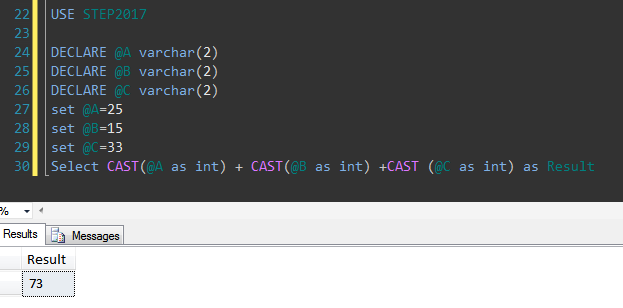 22 USE STEP2017
23
24 DECLARE @A varchar(2)
25 DECLARE @B varchar(2)
26 DECLARE @C varchar(2)
27 set @A=25
28 set @B=15
29 set @C=33
30 Select CAST(@A as int) + CAST(@B as int) +CAST (@C as int) as Result
%
Results Messages
Result
73